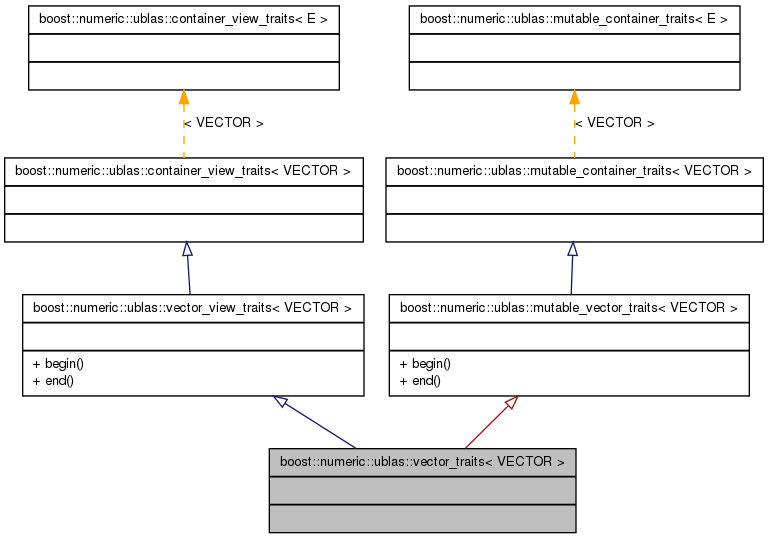 boost::numeric::ublas::container_view_traits< E >
boost::numeric::ublas::mutable_container_traits< E >
< VECTOR >
< VECTOR >
boost::numeric::ublas::container_view_traits< VECTOR >
boost::numeric::ublas::mutable_container_traits< VECTOR >
boost::numeric::ublas::vector_view_traits< VECTOR >
+ begin()
+ end()
boost::numeric::ublas::mutable_vector_traits< VECTOR >
+ begin()
+ end()
boost::numeric::ublas::vector_traits< VECTOR >